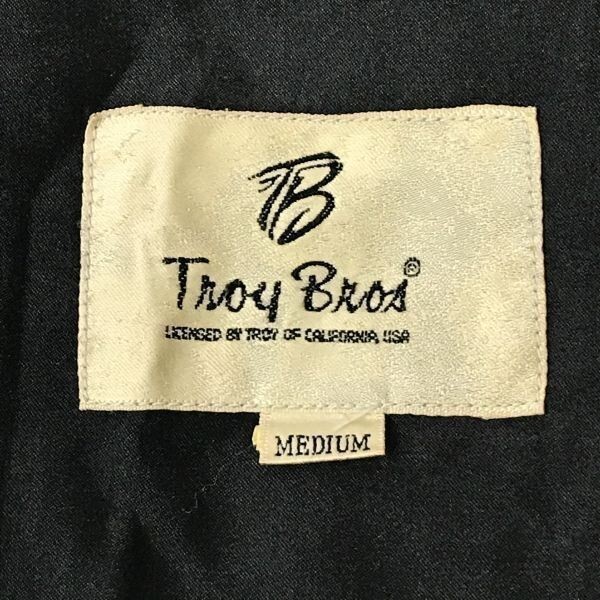 TB
Troy Bros®
LICENSED BY TROY OF CALIFORNIA, USA
MEDIUM